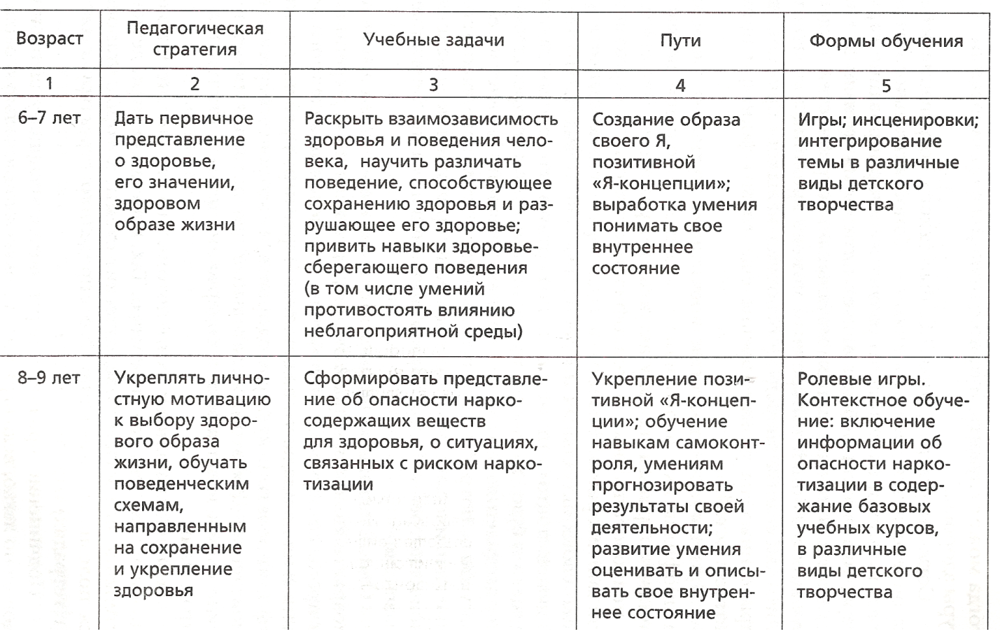 Возраст
Педагогическая
стратегия
Учебные задачи
Пути
Формы обучения
1
2
3
4
5
6–7 лет
Дать первичное
представление
о здоровье,
его значении,
здоровом
образе жизни
Раскрыть взаимозависимость
здоровья и поведения чело-
века, научить различать
поведение, способствующее
сохранению здоровья и раз-
рушающее его здоровье;
привить навыки здоровье-
сберегающего поведения
(в том числе умений
противостоять влиянию
неблагоприятной среды)
Создание образа
своего Я,
позитивной
«Я-концепции»;
выработка умения
понимать свое
внутреннее
состояние
Игры; инсценировки;
интегрирование
темы в различные
виды детского
творчества
8–9 лет
Укреплять лично-
стную мотивацию
к выбору здоро-
вого образа
жизни, обучать
поведенческим
схемам,
направленным
на сохранение
и укрепление
здоровья
Сформировать представле-
ние об опасности нарко-
содержащих веществ
для здоровья, о ситуациях,
связанных с риском нарко-
тизации
Укрепление пози-
тивной «Я-концеп-
ции»; обучение
навыкам самоконт-
роля, умениям
прогнозировать
результаты своей
деятельности;
развитие умения
оценивать и описы-
вать свое внутрен-
нее состояние
Ролевые игры.
Контекстное обуче-
ние: включение
информации об
опасности нарко-
тизации в содер-
жание базовых
учебных курсов,
в различные
виды детского
творчества